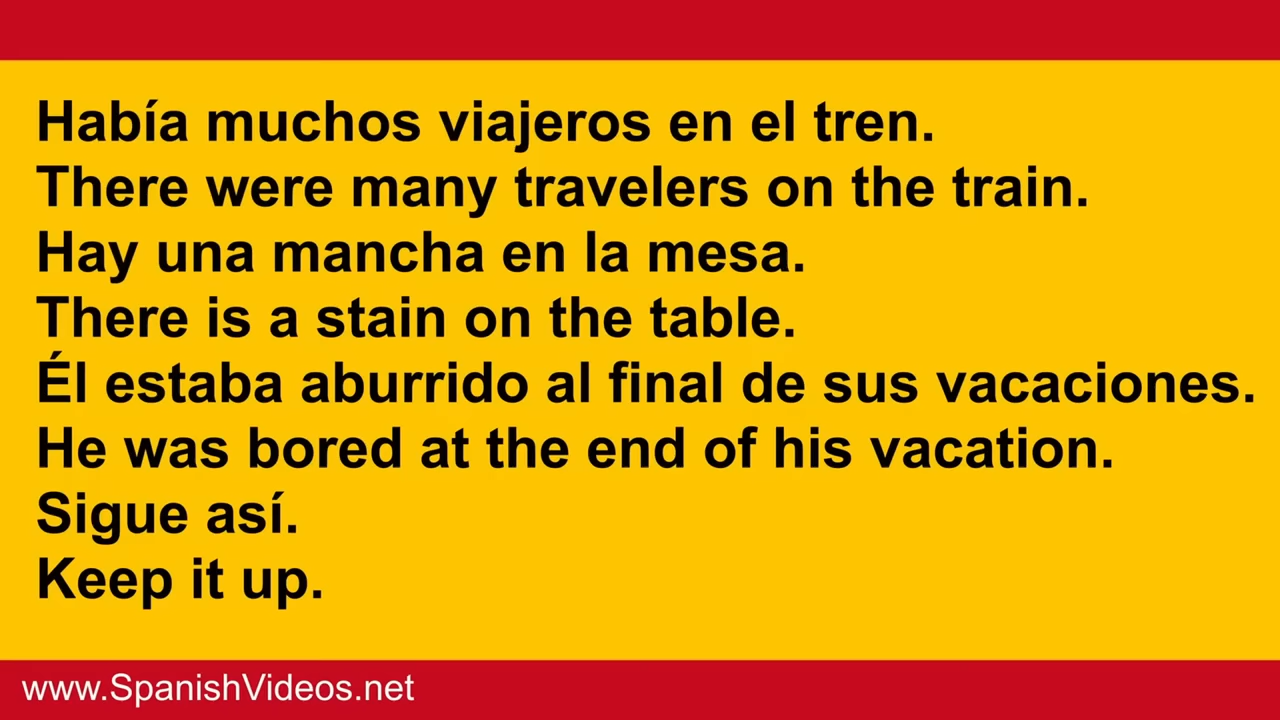 Había muchos viajeros en el tren.
There were many travelers on the train.
Hay una mancha en la mesa.
There is a stain on the table.
Él estaba aburrido al final de sus vacaciones.
He was bored at the end of his vacation.
Sigue así.
Keep it up.
www.SpanishVideos.net